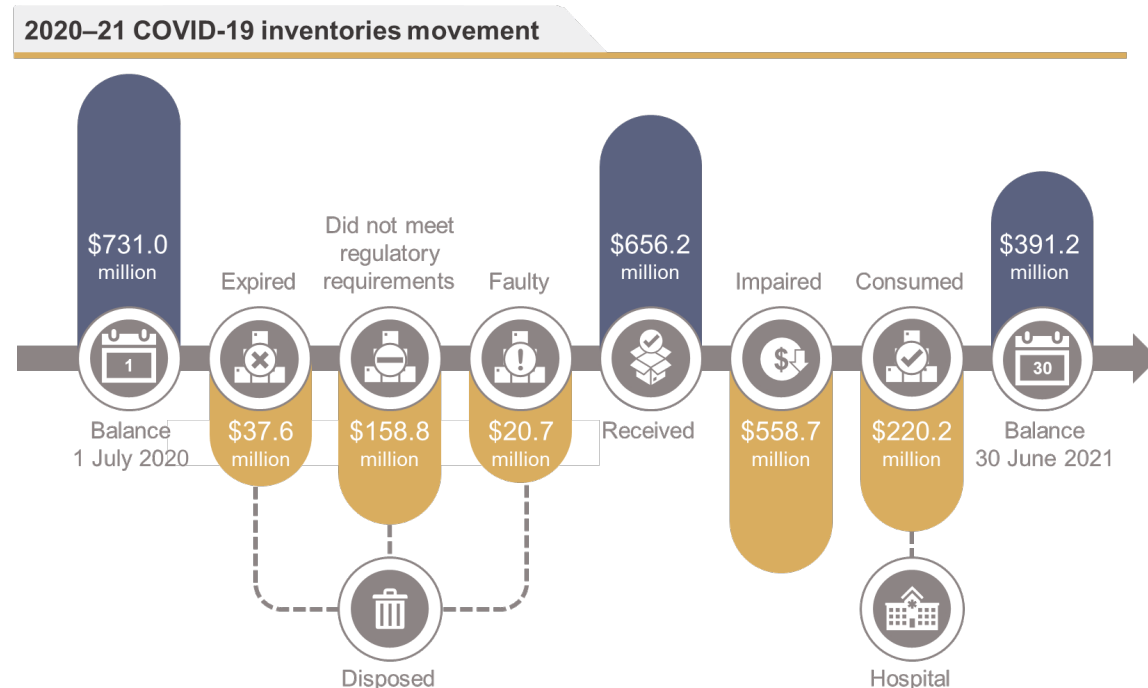 2020–21 COVID-19 inventories movement
$731.0
million
1
Balance
1 July 2020
Expired
$37.6
million
Did not meet
regulatory
requirements
$158.8
million
Faulty
!
$20.7
million
Disposed
$656.2
million
Received
Impaired
$
$558.7
million
Consumed
$220.2
million
Hospital
$391.2
million
30
Balance
30 June 2021